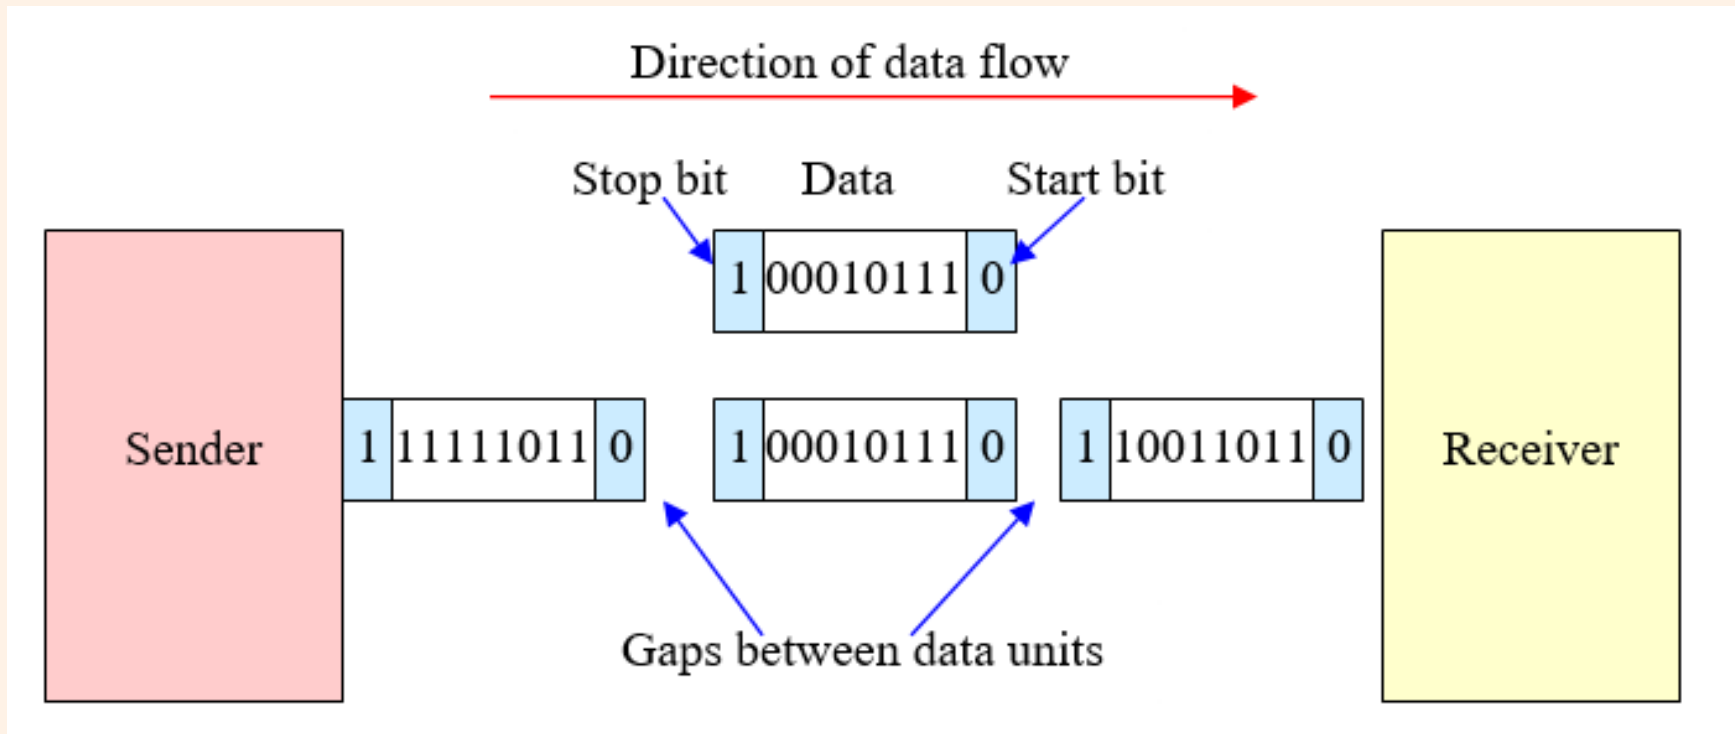 Direction of data flow
Stop bit Data Start bit
1 00010111 0
Sender 1 11111011 0 1 00010111 0 1 10011011 0 Receiver
Gaps between data units